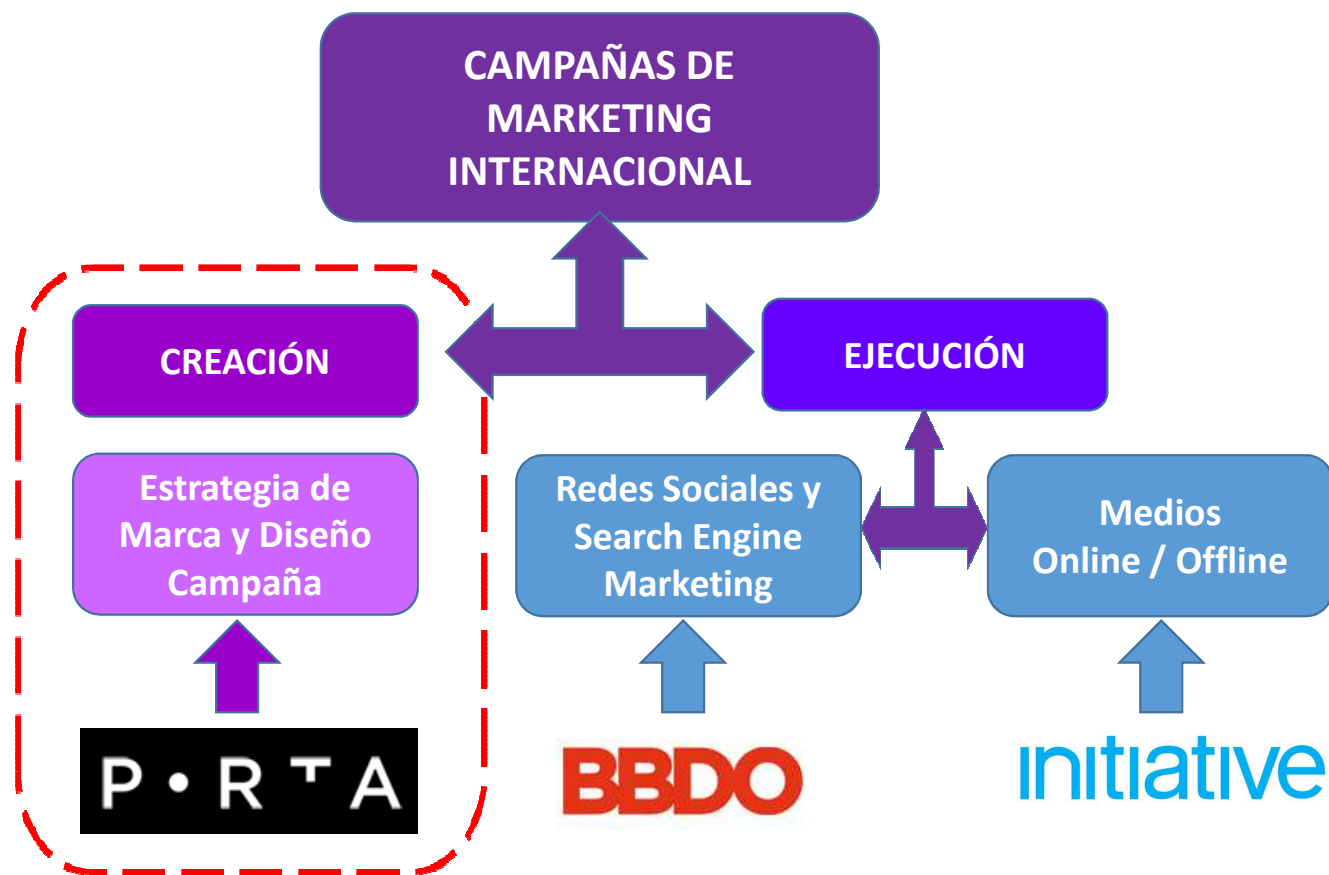 CAMPAÑAS DE
MARKETING
INTERNACIONAL
CREACIÓN
EJECUCIÓN
Estrategia de
Marca y Diseño
Campaña
Redes Sociales y
Search Engine
Marketing
Medios
Online / Offline
P•RTA
BBDO
initiative